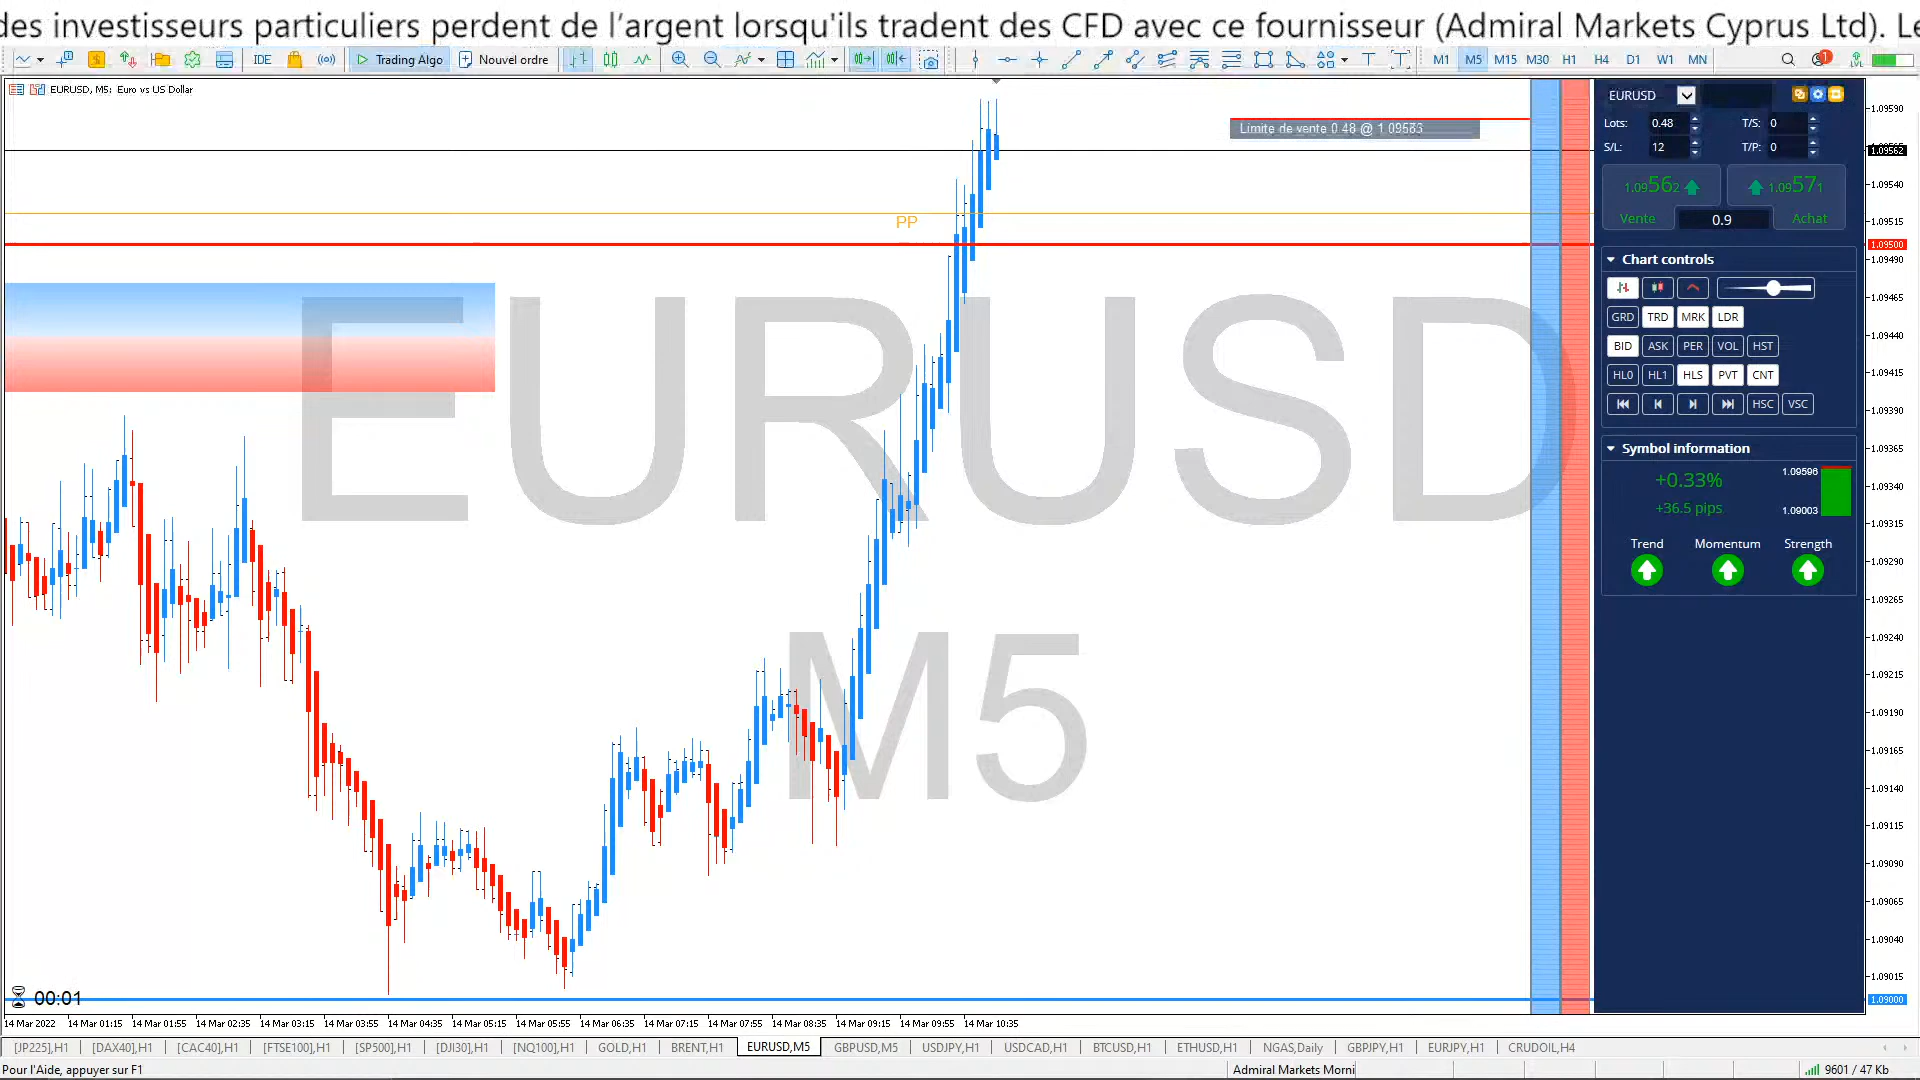 des investisseurs particuliers perdent de l’argent lorsqu'ils tradent des CFD avec ce fournisseur (Admiral Markets Cyprus Ltd). Le
IDE Trading Algo Nouvel ordre M1 M5 M15 M30 H1 H4 D1 W1 MN
EURUSD, M5: Euro vs US Dollar
Limite de vente 0.48 @ 1.09583
PP
EURUSD
M5
00:01
EURUSD
Lots: 0.48 T/S: 0
S/L: 12 T/P: 0
1.09562 1.09571
Vente 0.9 Achat
Chart controls
GRD TRD MRK LDR
BID ASK PER VOL HST
HL0 HL1 HLS PVT CNT
HSC VSC
Symbol information
+0.33% 1.09596
+36.5 pips 1.09003
Trend Momentum Strength
1.09590
1.09562
1.09540
1.09515
1.09500
1.09490
1.09465
1.09440
1.09415
1.09390
1.09365
1.09340
1.09315
1.09290
1.09265
1.09240
1.09215
1.09190
1.09165
1.09140
1.09115
1.09090
1.09065
1.09040
1.09015
1.09000
14 Mar 2022 14 Mar 01:15 14 Mar 01:55 14 Mar 02:35 14 Mar 03:15 14 Mar 03:55 14 Mar 04:35 14 Mar 05:15 14 Mar 05:55 14 Mar 06:35 14 Mar 07:15 14 Mar 07:55 14 Mar 08:35 14 Mar 09:15 14 Mar 09:55 14 Mar 10:35
[JP225],H1 [DAX40],H1 [CAC40],H1 [FTSE100],H1 [SP500],H1 [DJI30],H1 [NQ100],H1 GOLD,H1 BRENT,H1 EURUSD,M5 GBPUSD,M5 USDJPY,H1 USDCAD,H1 BTCUSD,H1 ETHUSD,H1 NGAS,Daily GBPJPY,H1 EURJPY,H1 CRUDOIL,H4
Pour l'Aide, appuyer sur F1 Admiral Markets Morni 9601 / 47 Kb